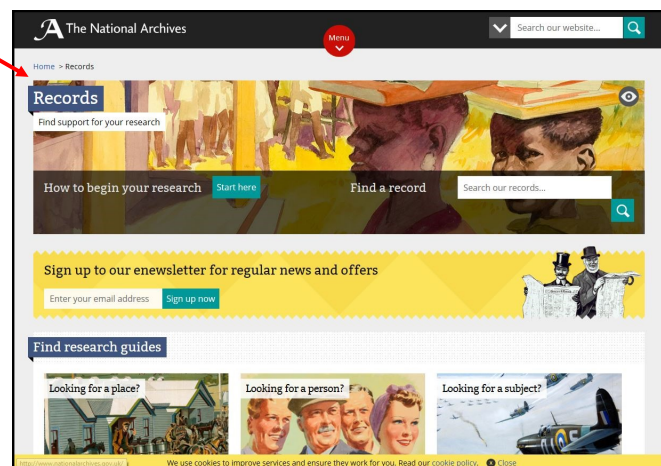 The National Archives
Menu
Search our website...
Home > Records
Records
Find support for your research
How to begin your research Start here Find a record Search our records...
Sign up to our enewsletter for regular news and offers
Enter your email address Sign up now
Find research guides
Looking for a place? Looking for a person? Looking for a subject?
http://www.nationalarchives.gov.uk/ We use cookies to improve services and ensure they work for you. Read our cookie policy. X Close